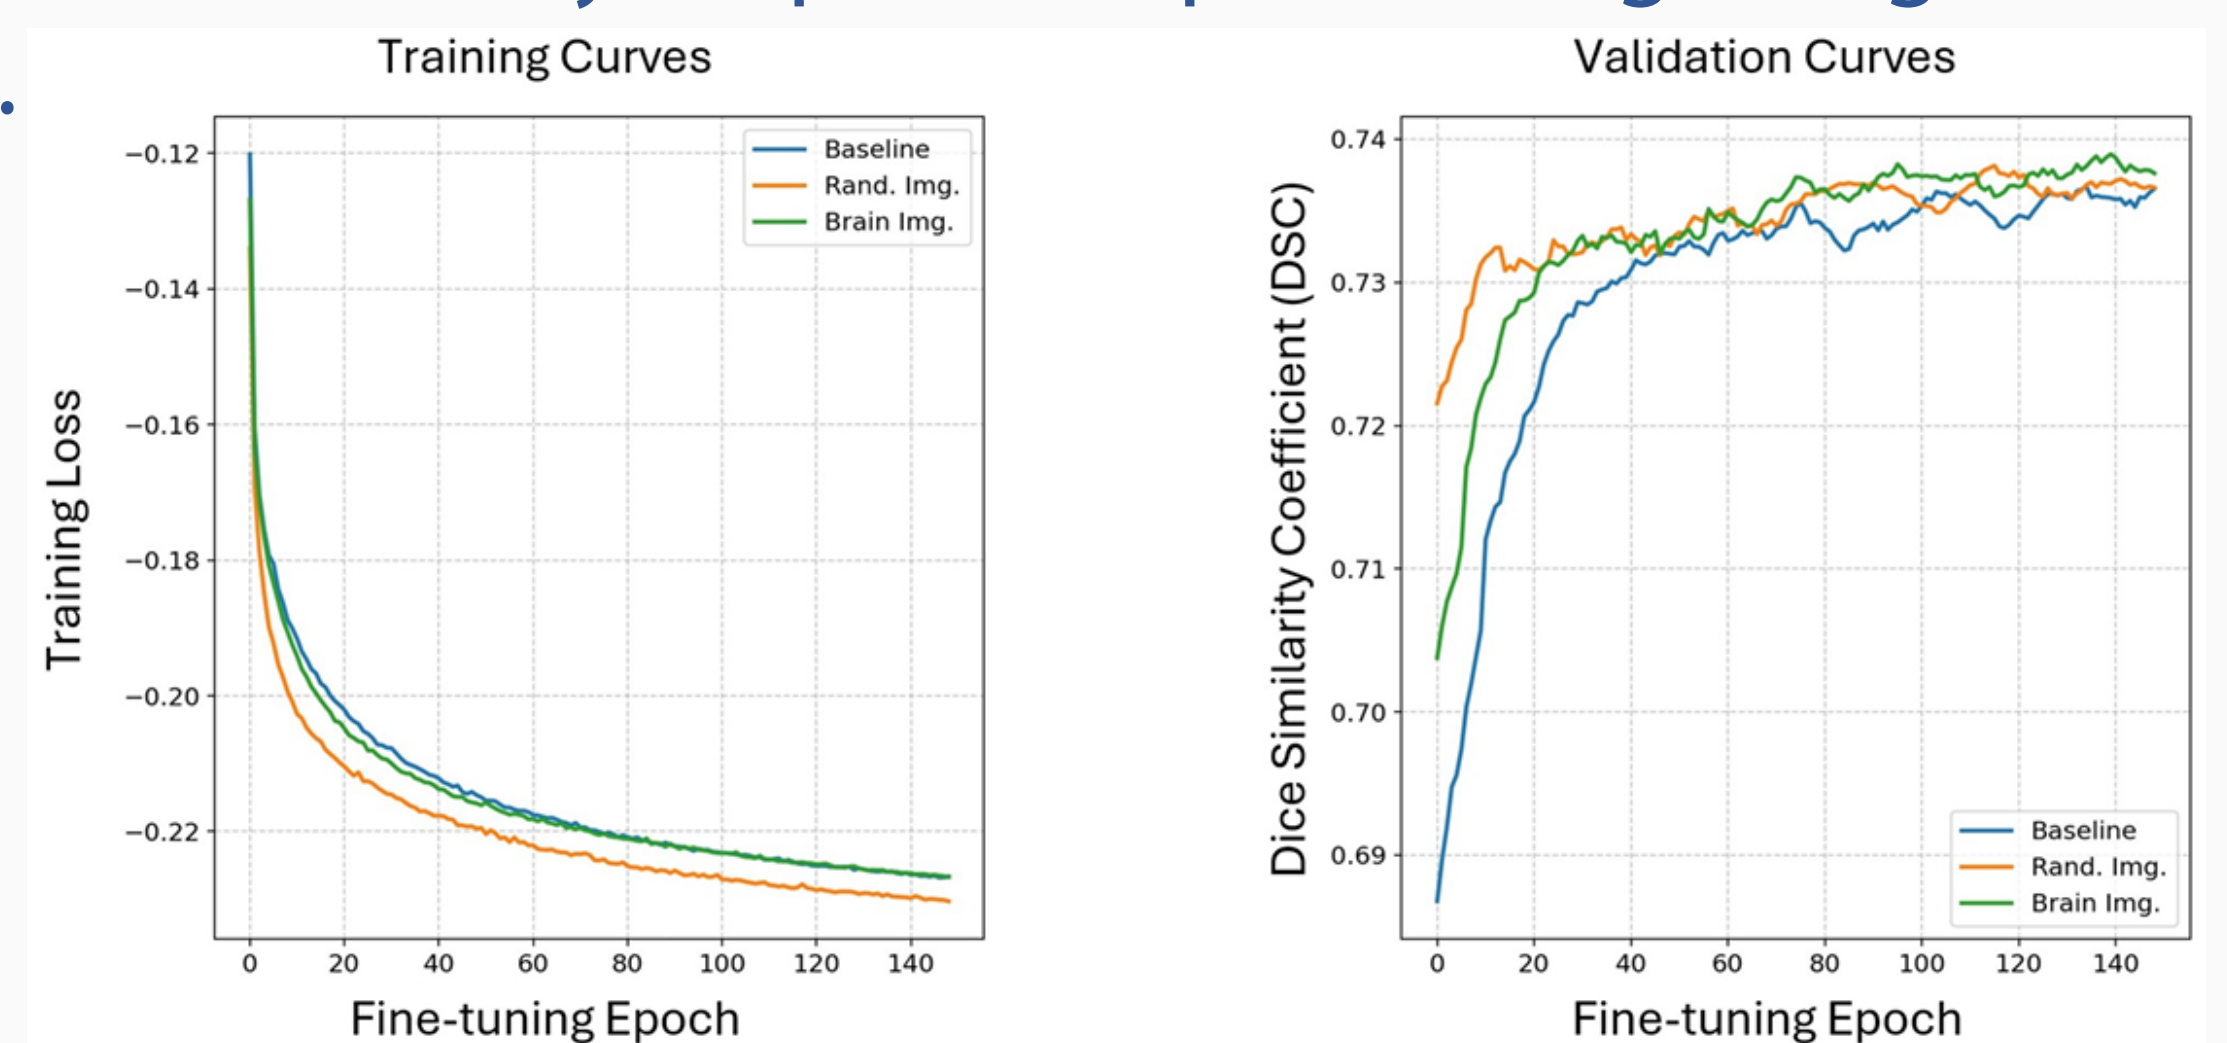 Training Curves
Training Loss
−0.12
−0.14
−0.16
−0.18
−0.20
−0.22
Baseline
Rand. Img.
Brain Img.
0 20 40 60 80 100 120 140
Fine-tuning Epoch
Validation Curves
Dice Similarity Coefficient (DSC)
0.74
0.73
0.72
0.71
0.70
0.69
Baseline
Rand. Img.
Brain Img.
0 20 40 60 80 100 120 140
Fine-tuning Epoch